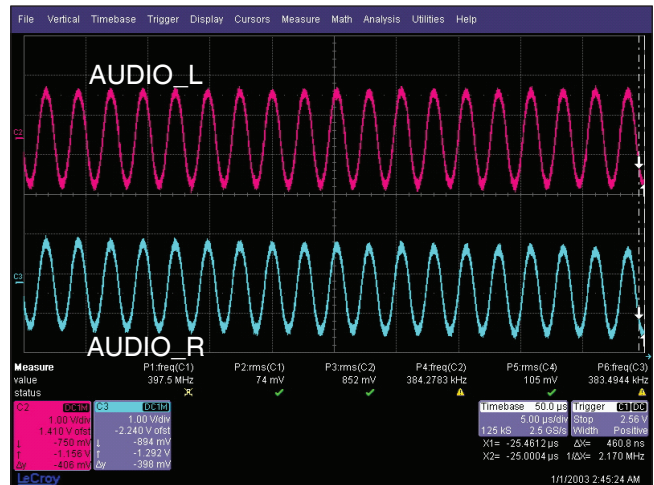 File Vertical Timebase Trigger Display Cursors Measure Math Analysis Utilities Help
AUDIO_L
C2
C3
AUDIO_R
Measure P1:freq(C1) P2:rms(C1) P3:rms(C2) P4:freq(C2) P5:rms(C4) P6:freq(C3)
value 397.5 MHz 74 mV 852 mV 384.2783 kHz 105 mV 383.4944 kHz
status
C2 DC1M C3 DC1M Timebase 50.0 µs Trigger C1 DC
1.00 V/div 1.00 V/div 5.00 µs/div Stop 2.56 V
1.410 V ofst -2.240 V ofst 125 kS 2.5 GS/s Width Positive
↓ -750 mV ↓ -894 mV X1= -25.4612 µs ΔX= 460.8 ns
↑ -1.156 V ↑ -1.292 V X2= -25.0004 µs 1/ΔX= 2.170 MHz
Δy -406 mV Δy -398 mV
LeCroy 1/1/2003 2:45:24 AM